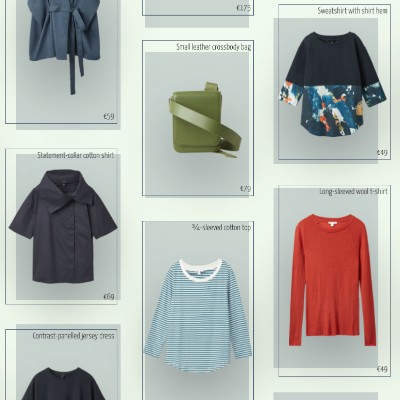 €59
Statement-collar cotton shirt
€69
Contrast-panelled jersey dress
€175
Small leather crossbody bag
€79
¾-sleeved cotton top
Sweatshirt with shirt hem
€49
Long-sleeved wool t-shirt
€49